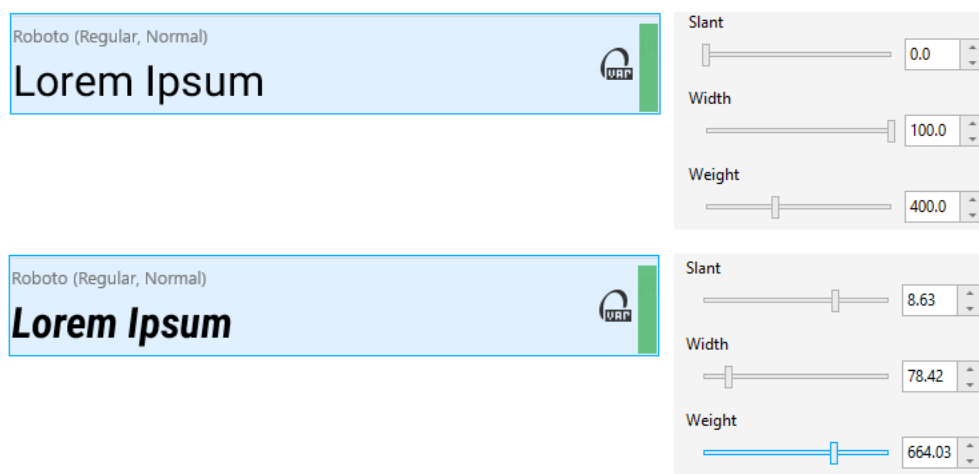 Roboto (Regular, Normal)
Lorem Ipsum
VAR
Slant
0.0
Width
100.0
Weight
400.0
Roboto (Regular, Normal)
Lorem Ipsum
VAR
Slant
8.63
Width
78.42
Weight
664.03